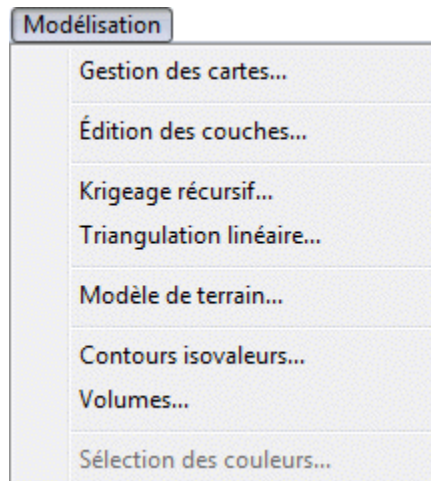 Modélisation
Gestion des cartes...
Édition des couches...
Krigeage récursif...
Triangulation linéaire...
Modèle de terrain...
Contours isovaleurs...
Volumes...
Sélection des couleurs...